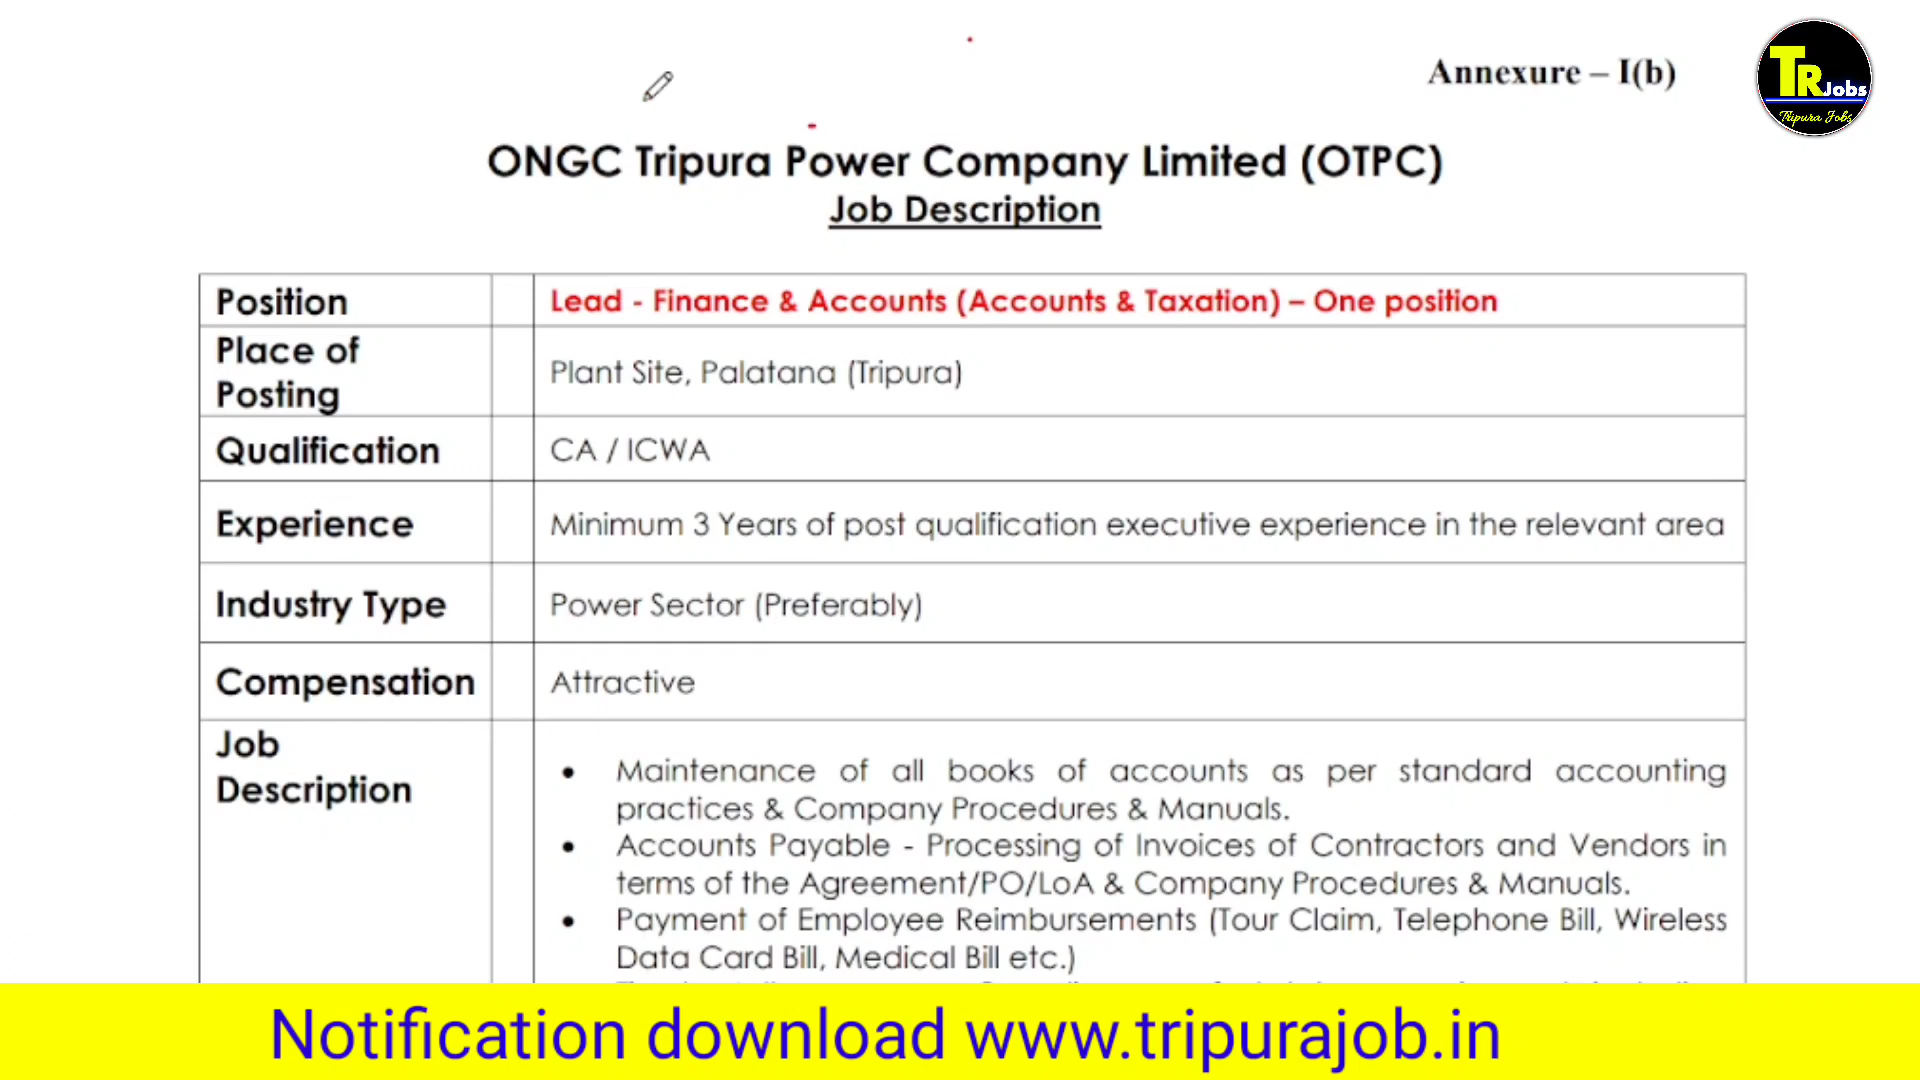 Annexure – I(b)
TR Jobs
Tripura Jobs
ONGC Tripura Power Company Limited (OTPC)
Job Description
Position
Lead - Finance & Accounts (Accounts & Taxation) – One position
Place of
Posting
Plant Site, Palatana (Tripura)
Qualification
CA / ICWA
Experience
Minimum 3 Years of post qualification executive experience in the relevant area
Industry Type
Power Sector (Preferably)
Compensation
Attractive
Job
Description
• Maintenance of all books of accounts as per standard accounting
practices & Company Procedures & Manuals.
• Accounts Payable - Processing of Invoices of Contractors and Vendors in
terms of the Agreement/PO/LoA & Company Procedures & Manuals.
• Payment of Employee Reimbursements (Tour Claim, Telephone Bill, Wireless
Data Card Bill, Medical Bill etc.)
Notification download www.tripurajob.in